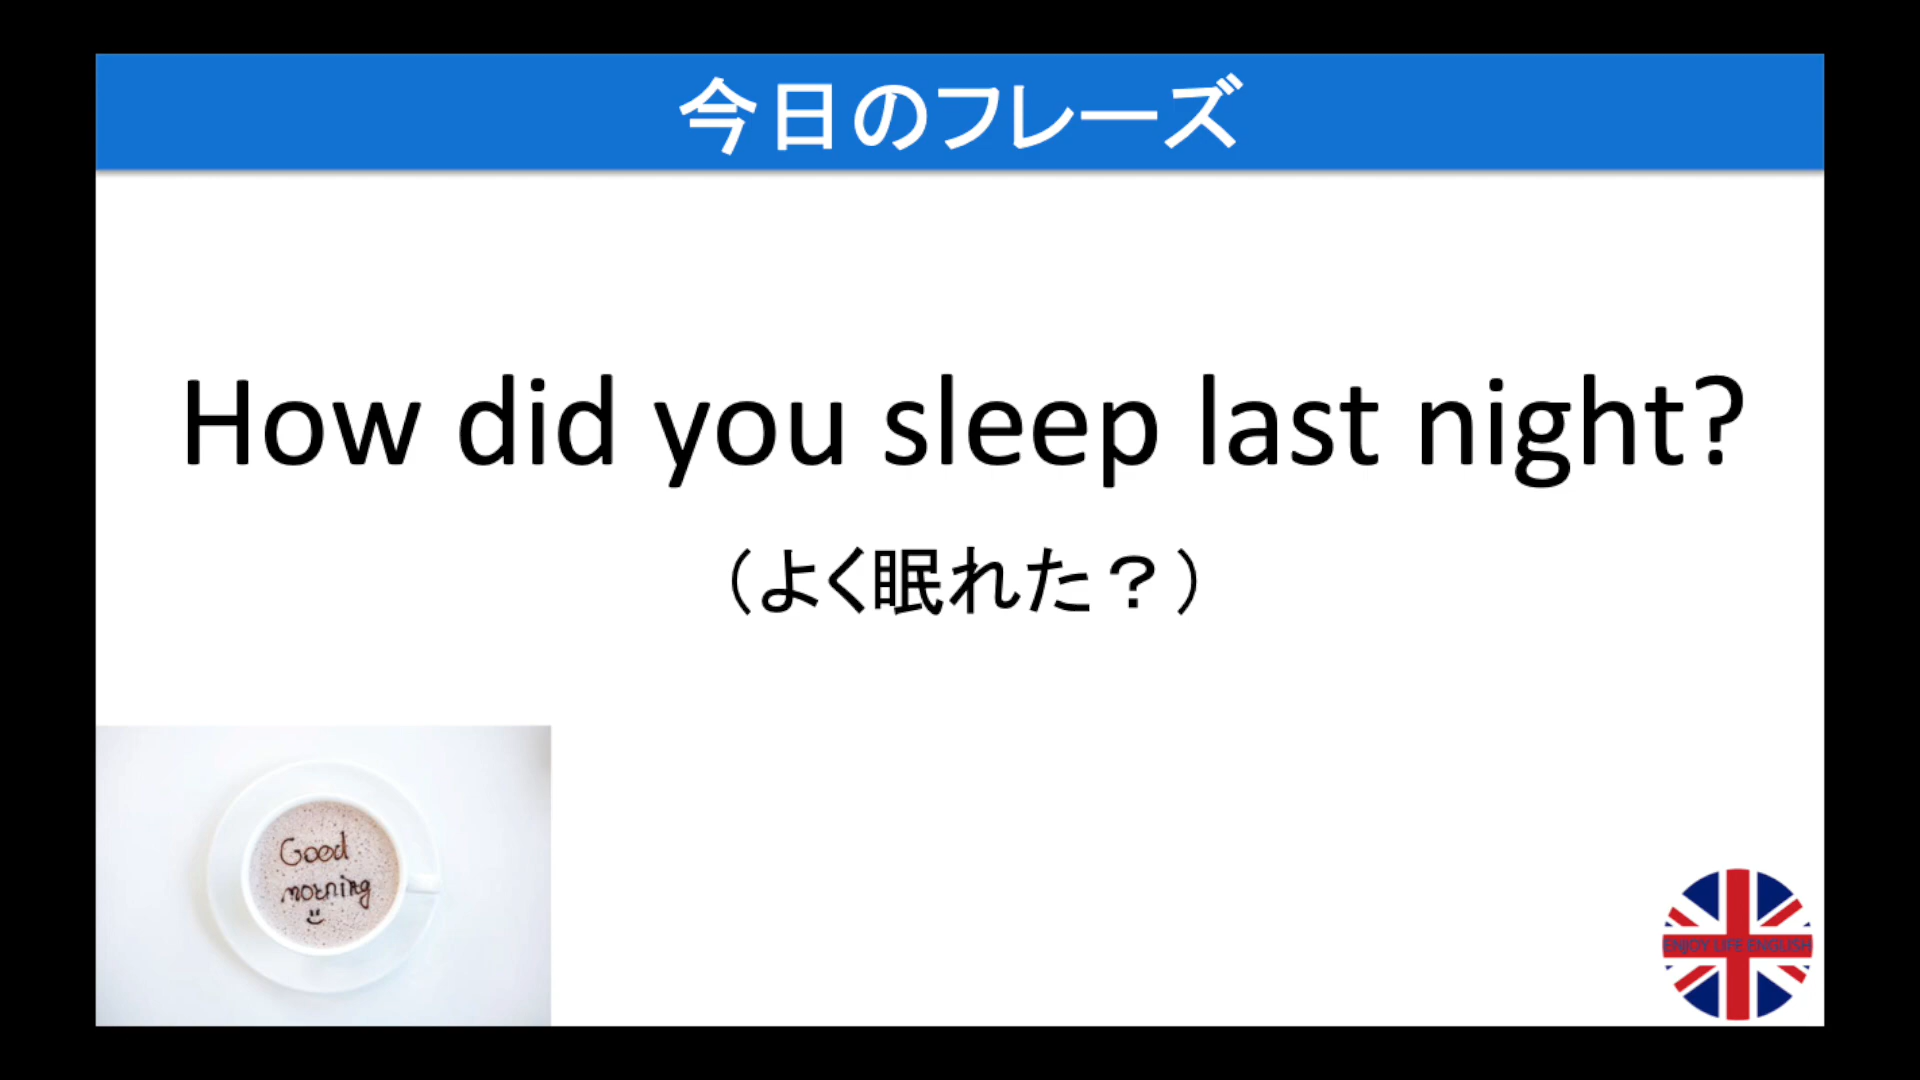 今日のフレーズ
How did you sleep last night?
（よく眠れた？）
Good
morning
ENJOY LIFE ENGLISH